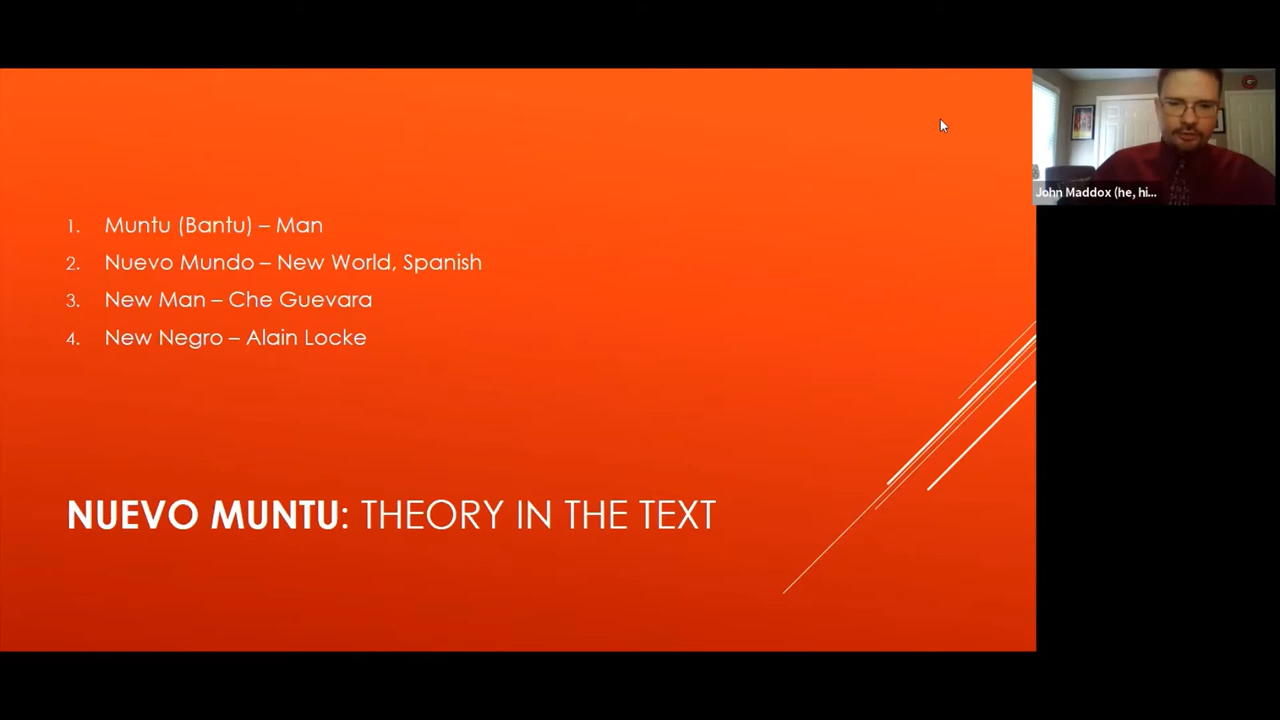 1. Muntu (Bantu) – Man
2. Nuevo Mundo – New World, Spanish
3. New Man – Che Guevara
4. New Negro – Alain Locke
NUEVO MUNTU: THEORY IN THE TEXT
John Maddox (he, hi...